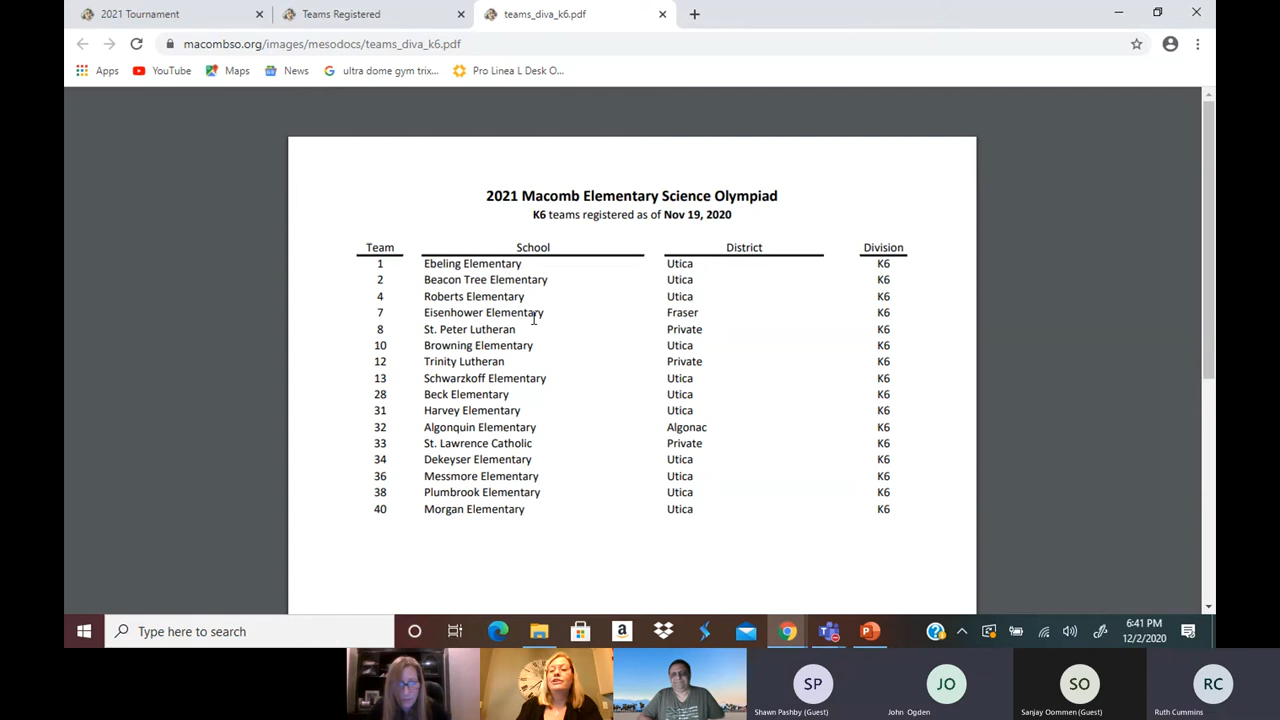 2021 Tournament
Teams Registered
teams_diva_k6.pdf
macombso.org/images/mesodocs/teams_diva_k6.pdf
Apps YouTube Maps News ultra dome gym trix... Pro Linea L Desk O...
2021 Macomb Elementary Science Olympiad
K6 teams registered as of Nov 19, 2020
Team School District Division
1 Ebeling Elementary Utica K6
2 Beacon Tree Elementary Utica K6
4 Roberts Elementary Utica K6
7 Eisenhower Elementary Fraser K6
8 St. Peter Lutheran Private K6
10 Browning Elementary Utica K6
12 Trinity Lutheran Private K6
13 Schwarzkoff Elementary Utica K6
28 Beck Elementary Utica K6
31 Harvey Elementary Utica K6
32 Algonquin Elementary Algonac K6
33 St. Lawrence Catholic Private K6
34 Dekeyser Elementary Utica K6
36 Messmore Elementary Utica K6
38 Plumbrook Elementary Utica K6
40 Morgan Elementary Utica K6
Type here to search
6:41 PM
12/2/2020
SP
JO
SO
RC
Shawn Pashby (Guest)
John Ogden
Sanjay Oommen (Guest)
Ruth Cummins